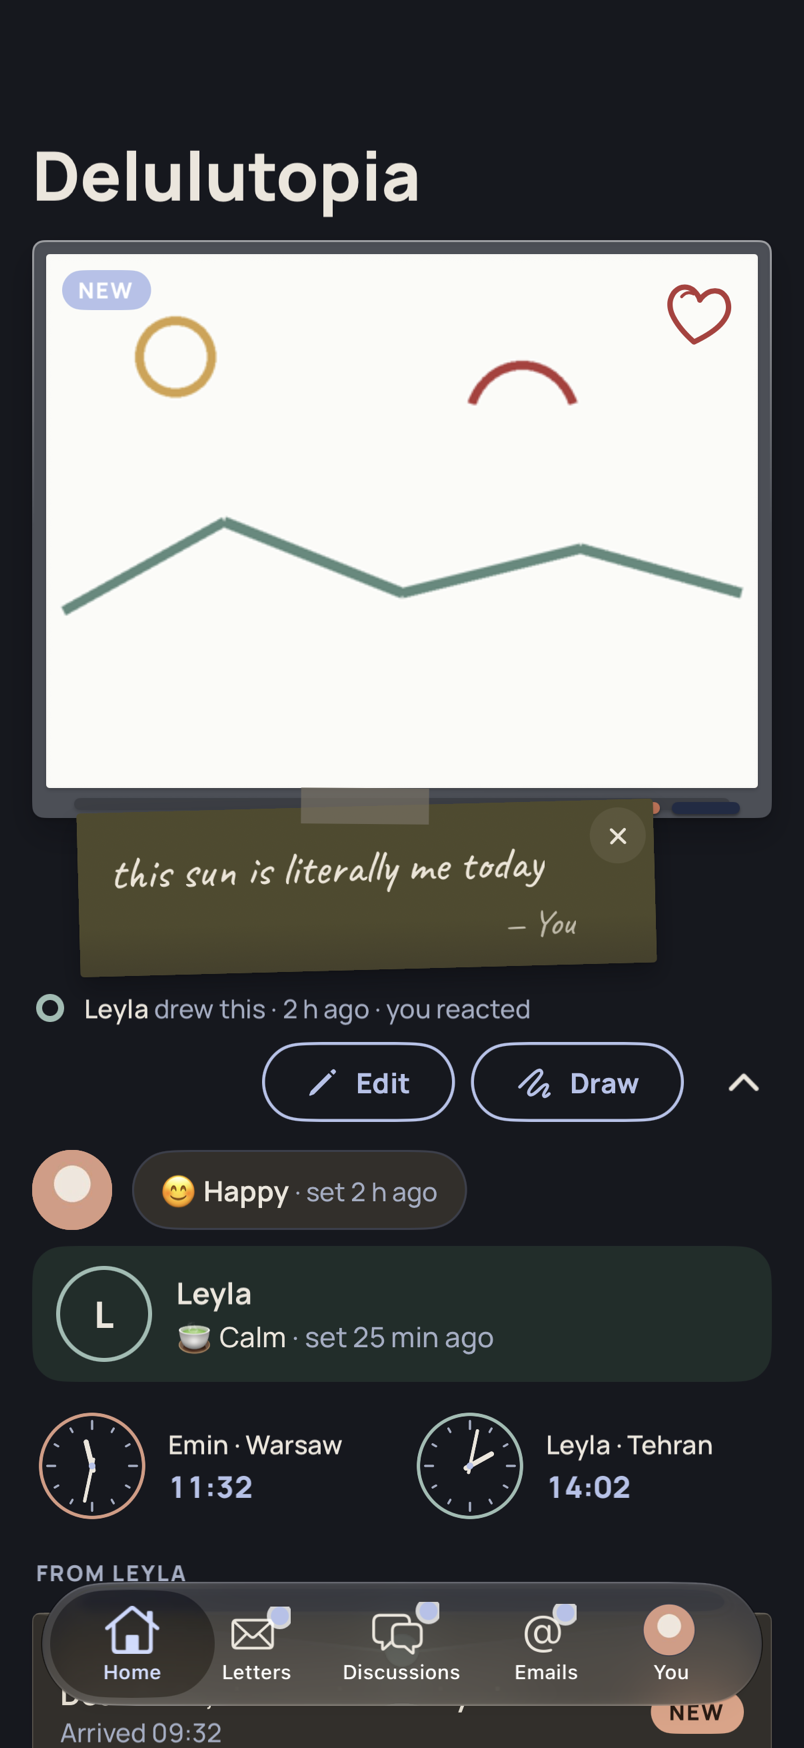 Delulutopia
NEW
this sun is literally me today
– You
Leyla drew this · 2 h ago · you reacted
Edit
Draw
😊 Happy · set 2 h ago
L
Leyla
🍵 Calm · set 25 min ago
Emin · Warsaw
11:32
Leyla · Tehran
14:02
FROM LEYLA
Home
Letters
Discussions
@
Emails
You
NEW
Arrived 09:32